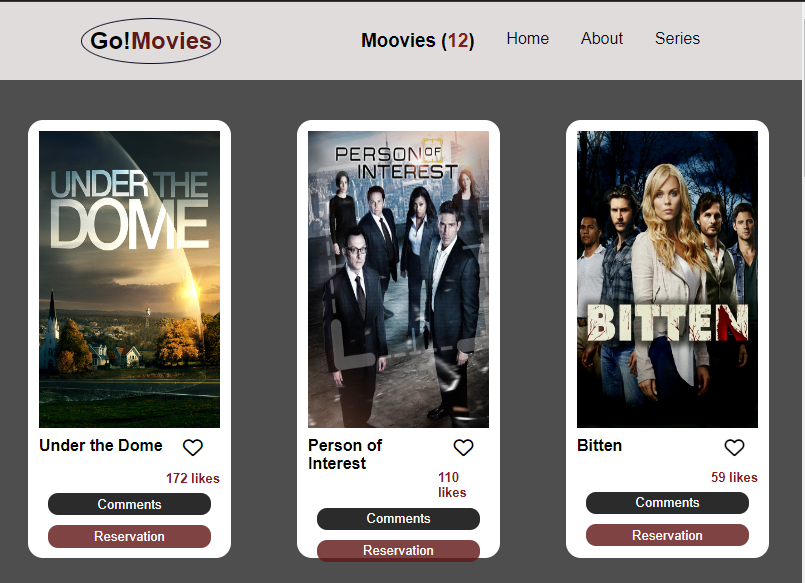 Go!Movies
Moovies (12)
Home
About
Series
UNDER THE
DOME
PERSON OF
INTEREST
BITTEN
Under the Dome
172 likes
Comments
Reservation
Person of
Interest
110
likes
Comments
Reservation
Bitten
59 likes
Comments
Reservation